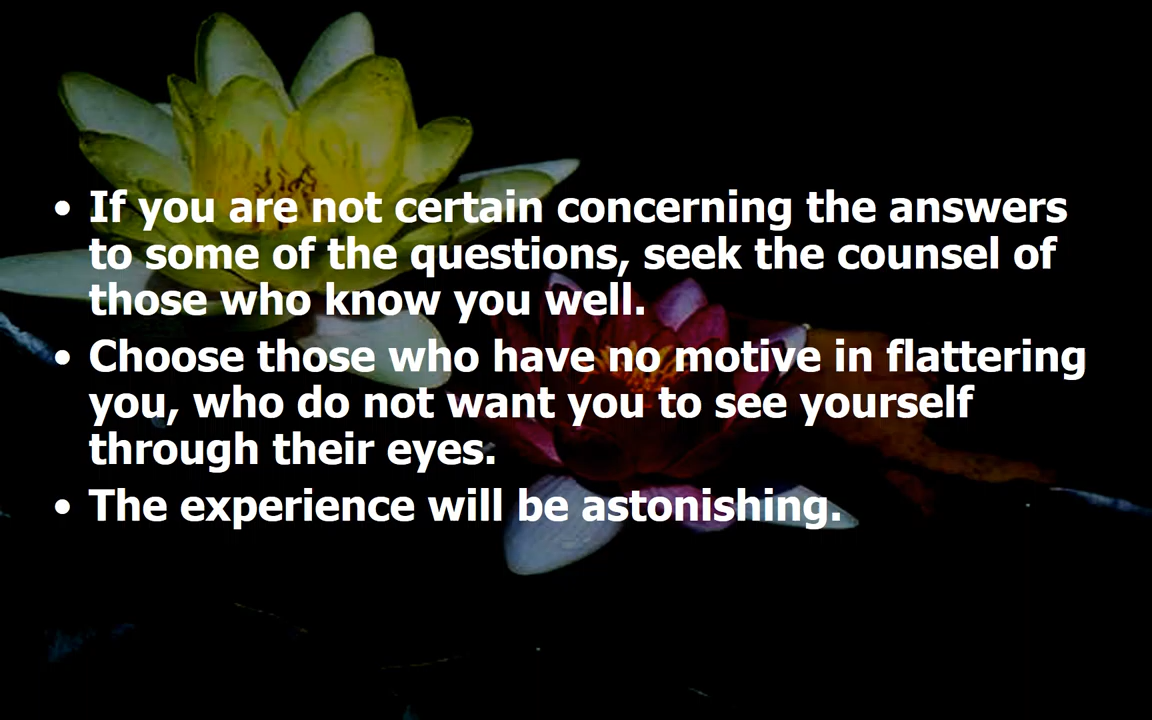 • If you are not certain concerning the answers
to some of the questions, seek the counsel of
those who know you well.
• Choose those who have no motive in flattering
you, who do not want you to see yourself
through their eyes.
• The experience will be astonishing.